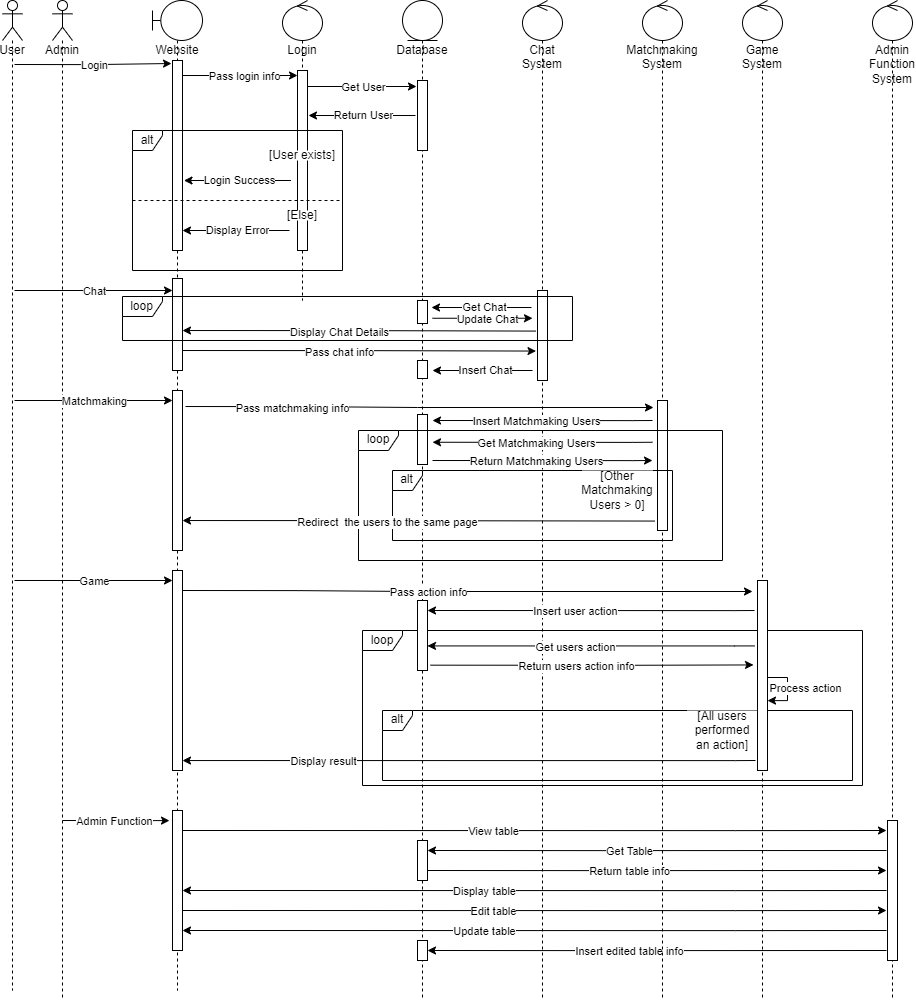 User
Admin
Website
Login
Database
Chat
System
Matchmaking
System
Game
System
Admin
Function
System
Login
Pass login info
Get User
Return User
alt
[User exists]
Login Success
[Else]
Display Error
Chat
loop
Get Chat
Update Chat
Display Chat Details
Pass chat info
Insert Chat
Matchmaking
Pass matchmaking info
Insert Matchmaking Users
loop
Get Matchmaking Users
Return Matchmaking Users
alt
[Other
Matchmaking
Users > 0]
Redirect the users to the same page
Game
Pass action info
Insert user action
loop
Get users action
Return users action info
Process action
alt
[All users
performed
an action]
Display result
Admin Function
View table
Get Table
Return table info
Display table
Edit table
Update table
Insert edited table info